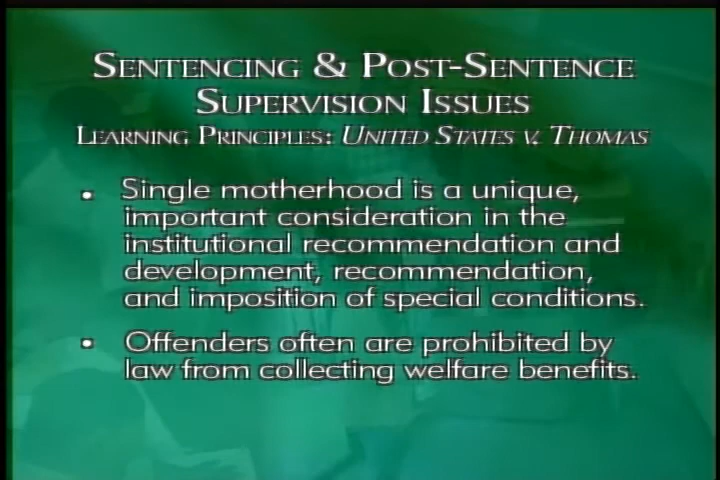 SENTENCING & POST-SENTENCE
SUPERVISION ISSUES
LEARNING PRINCIPLES: UNITED STATES V. THOMAS
• Single motherhood is a unique,
important consideration in the
institutional recommendation and
development, recommendation,
and imposition of special conditions.
• Offenders often are prohibited by
law from collecting welfare benefits.